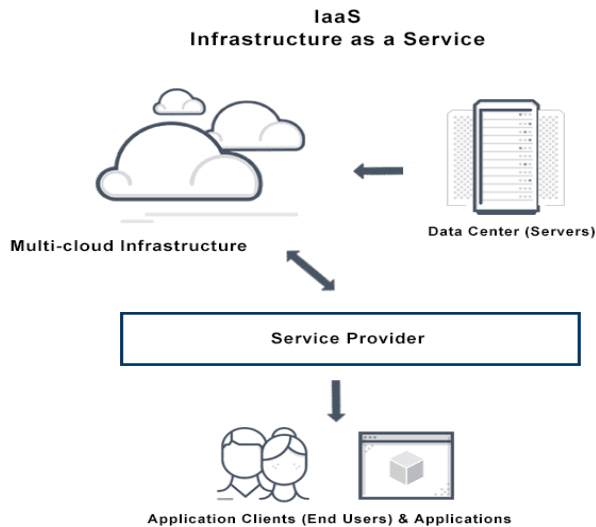 IaaS
Infrastructure as a Service
Multi-cloud Infrastructure
Data Center (Servers)
Service Provider
Application Clients (End Users) & Applications